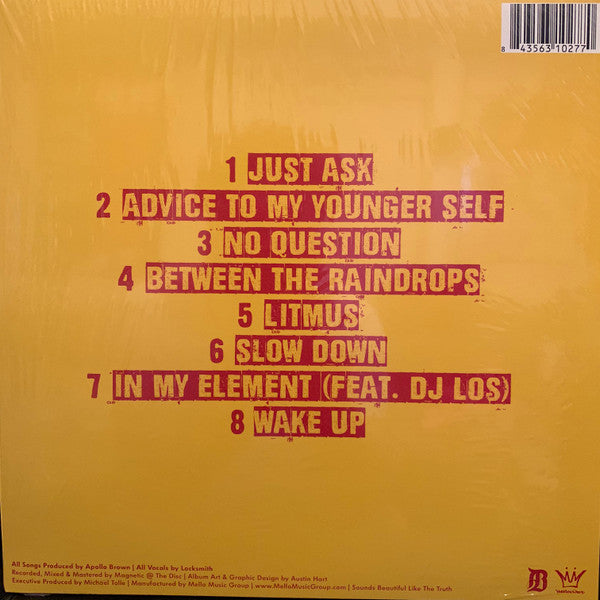 8 43563 10277
1 JUST ASK
2 ADVICE TO MY YOUNGER SELF
3 NO QUESTION
4 BETWEEN THE RAINDROPS
5 LITMUS
6 SLOW DOWN
7 IN MY ELEMENT (FEAT. DJ LOS)
8 WAKE UP
All Songs Produced by Apollo Brown | All Vocals by Locksmith
Recorded, Mixed & Mastered by Magnetic @ The Disc | Album Art & Graphic Design by Austin Hart
Executive Produced by Michael Tolle | Manufactured by Mello Music Group | www.MelloMusicGroup.com | Sounds Beautiful Like The Truth